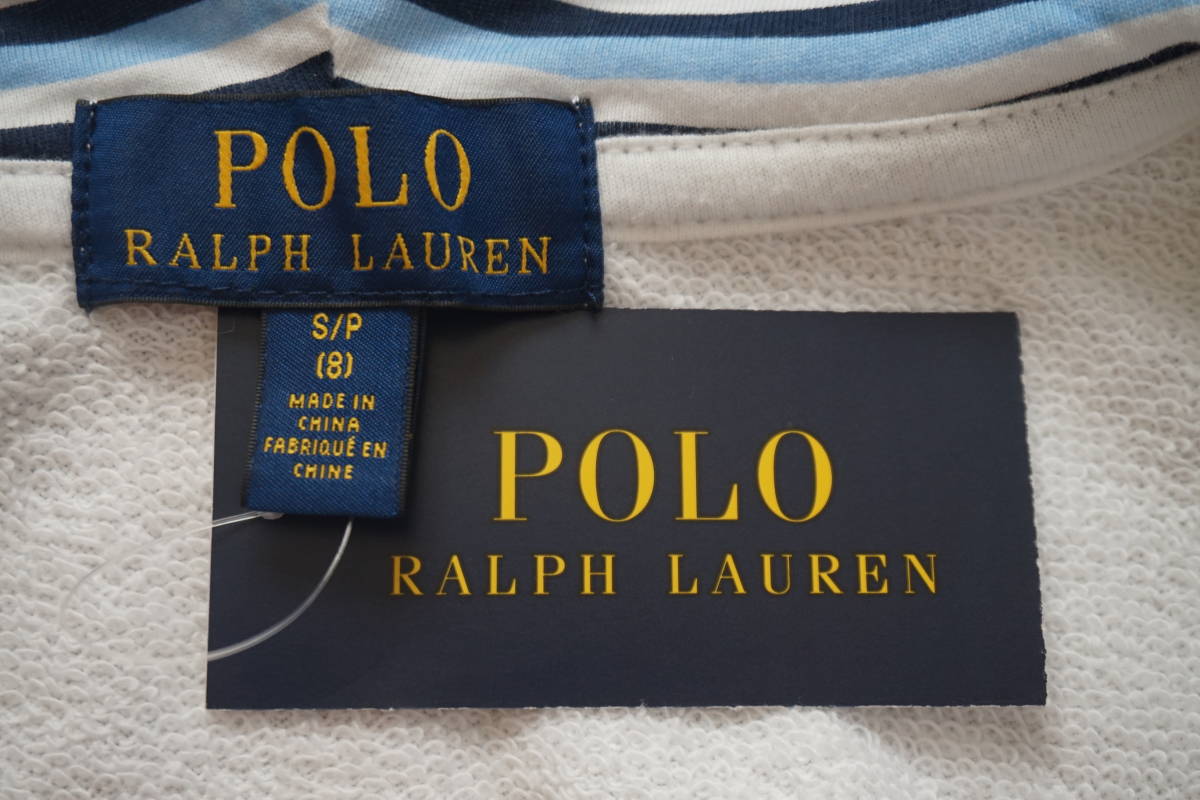 POLO
RALPH LAUREN
S/P
(8)
MADE IN
CHINA
FABRIQUÉ EN
CHINE
POLO
RALPH LAUREN